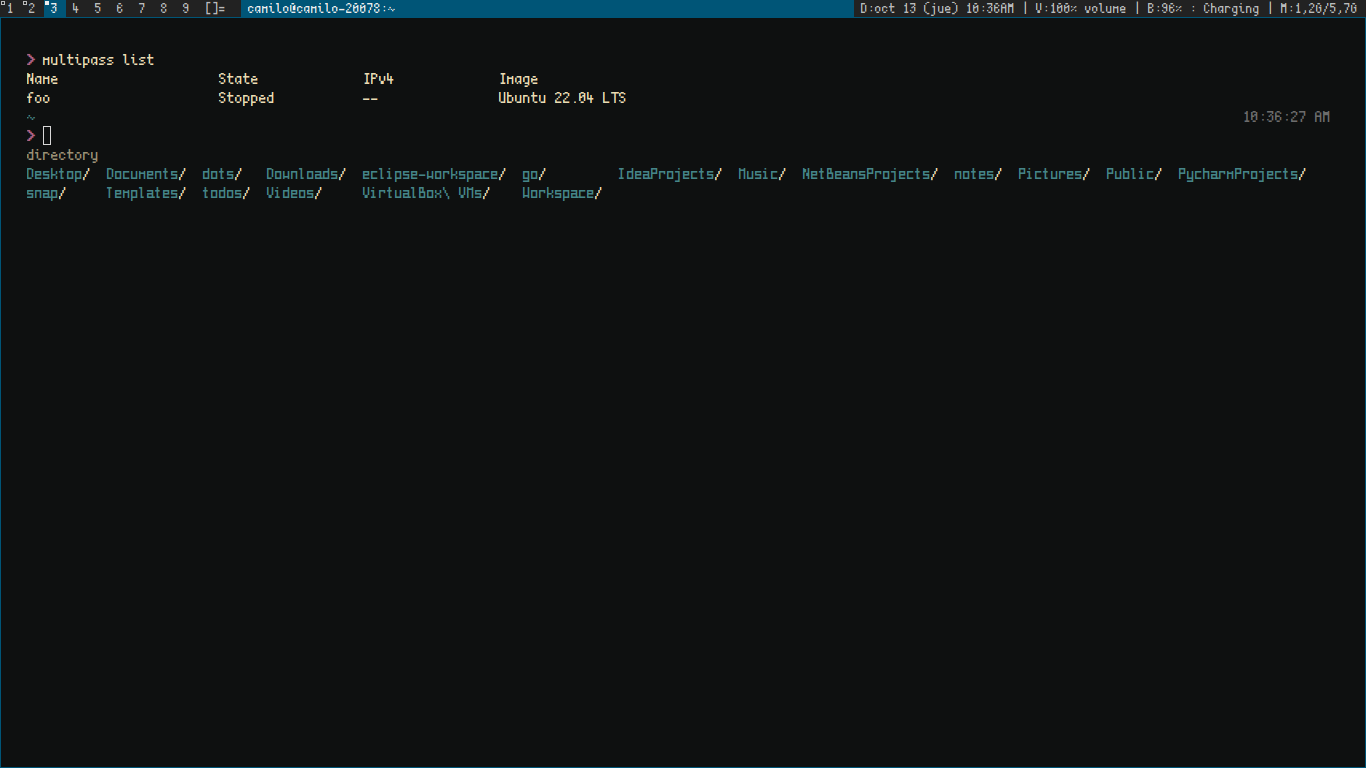 1 2 3 4 5 6 7 8 9 []= camilo@camilo-20078:~ D:oct 13 (jue) 10:36AM | V:100% volume | B:96% : Charging | M:1,20/5,70
❯ multipass list
Name State IPv4 Image
foo Stopped -- Ubuntu 22.04 LTS
~ 10:36:27 AM
❯
directory
Desktop/ Documents/ dots/ Downloads/ eclipse-workspace/ go/ IdeaProjects/ Music/ NetBeansProjects/ notes/ Pictures/ Public/ PycharmProjects/
snap/ Templates/ todos/ Videos/ VirtualBox\ VMs/ Workspace/